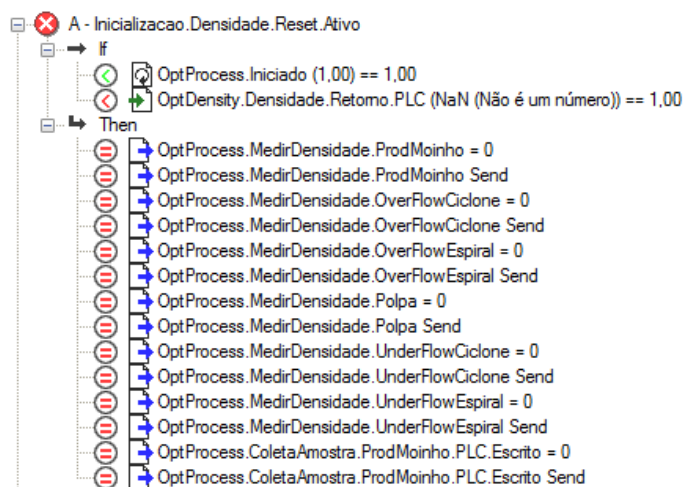 A - Inicializacao.Densidade.Reset.Ativo
If
OptProcess.Iniciado (1,00) == 1,00
OptDensity.Densidade.Retorno.PLC (NaN (Não é um número)) == 1,00
Then
OptProcess.MedirDensidade.ProdMoinho = 0
OptProcess.MedirDensidade.ProdMoinho Send
OptProcess.MedirDensidade.OverFlowCiclone = 0
OptProcess.MedirDensidade.OverFlowCiclone Send
OptProcess.MedirDensidade.OverFlowEspiral = 0
OptProcess.MedirDensidade.OverFlowEspiral Send
OptProcess.MedirDensidade.Polpa = 0
OptProcess.MedirDensidade.Polpa Send
OptProcess.MedirDensidade.UnderFlowCiclone = 0
OptProcess.MedirDensidade.UnderFlowCiclone Send
OptProcess.MedirDensidade.UnderFlowEspiral = 0
OptProcess.MedirDensidade.UnderFlowEspiral Send
OptProcess.ColetaAmostra.ProdMoinho.PLC.Escrito = 0
OptProcess.ColetaAmostra.ProdMoinho.PLC.Escrito Send